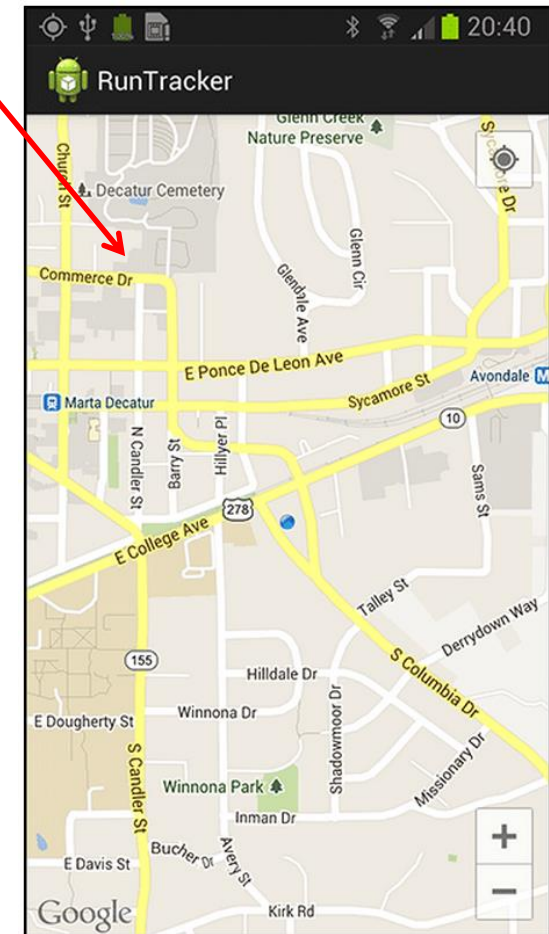 20:40
RunTracker
Glenn Creek
Nature Preserve
Church St
Sycamore Dr
Decatur Cemetery
Glenn Cir
Glendale Ave
Commerce Dr
E Ponce De Leon Ave
Sycamore St
Avondale M
Marta Decatur
10
N Candler St
Barry St
Hillyer Pl
Sams St
278
E College Ave
Talley St
Derrydown Way
155
S Columbia Dr
Hilldale Dr
E Dougherty St
Winnona Dr
Shadowmoor Dr
S Candler St
Missionary Dr
Winnona Park
Inman Dr
+
Bucher Dr
Avery St
E Davis St
−
Google
Kirk Rd